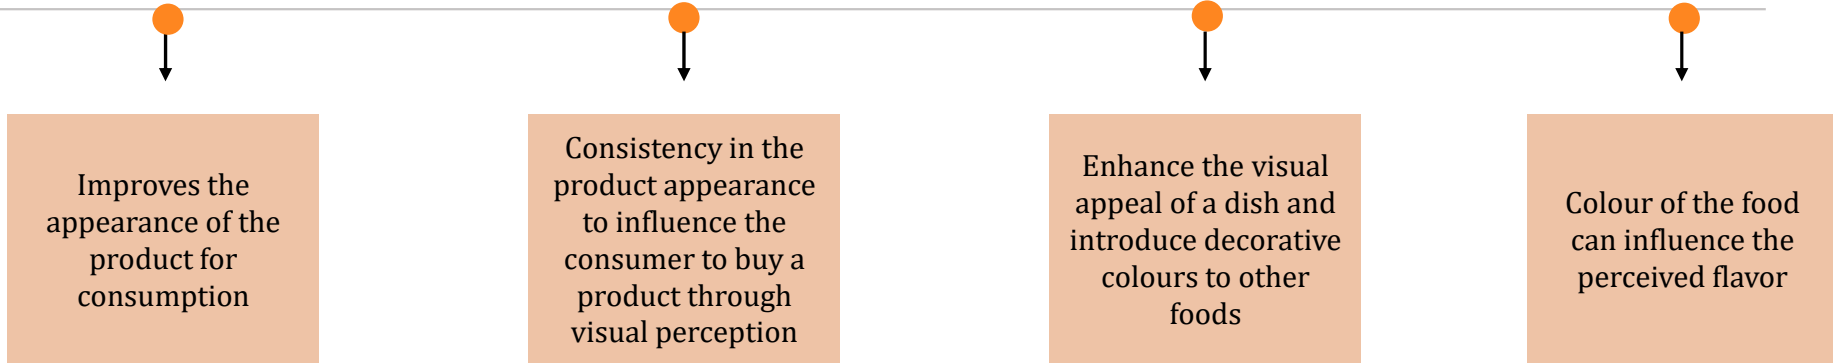 Improves the
appearance of the
product for
consumption
Consistency in the
product appearance
to influence the
consumer to buy a
product through
visual perception
Enhance the visual
appeal of a dish and
introduce decorative
colours to other
foods
Colour of the food
can influence the
perceived flavor